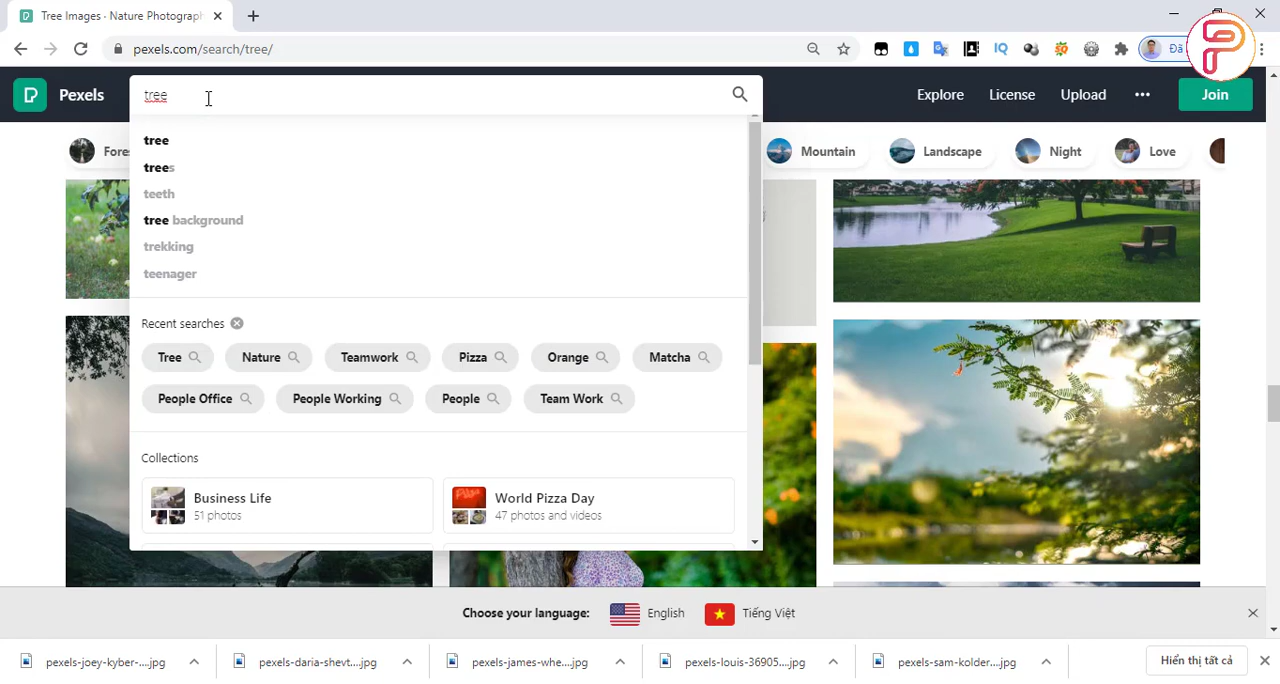 Tree Images · Nature Photograph
pexels.com/search/tree/
IQ
Đã
Pexels
tree
Explore
License
Upload
Join
tree
trees
teeth
tree background
trekking
teenager
Fores
Mountain
Landscape
Night
Love
Recent searches
Tree
Nature
Teamwork
Pizza
Orange
Matcha
People Office
People Working
People
Team Work
Collections
Business Life
51 photos
World Pizza Day
47 photos and videos
Choose your language:
English
Tiếng Việt
pexels-joey-kyber-....jpg
pexels-daria-shevt....jpg
pexels-james-whe....jpg
pexels-louis-36905....jpg
pexels-sam-kolder....jpg
Hiển thị tất cả